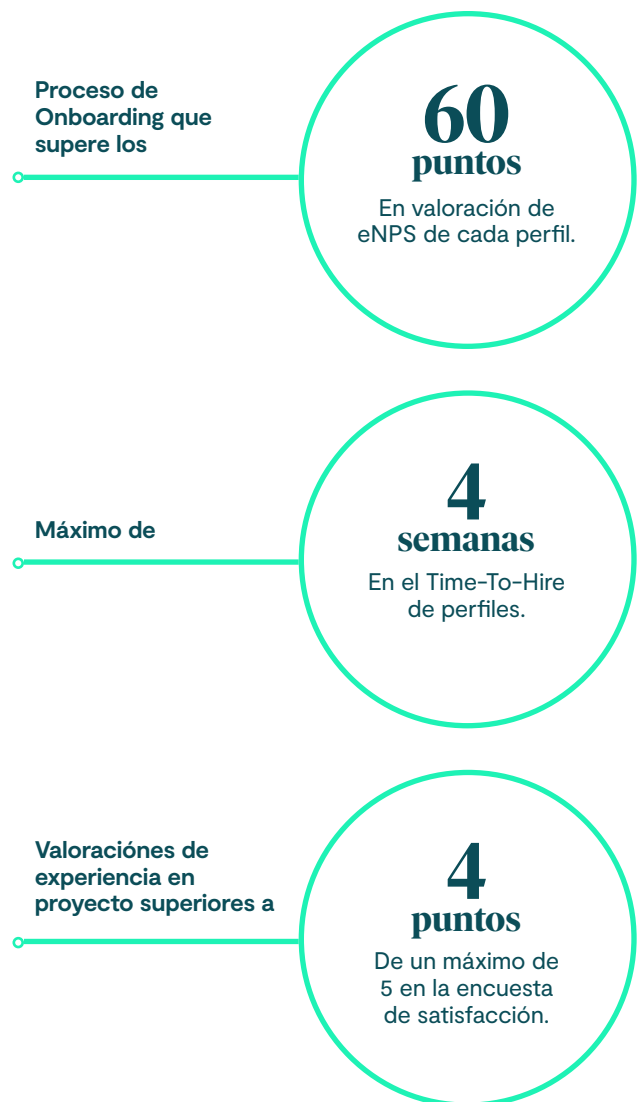 Proceso de
Onboarding que
supere los
60
puntos
En valoración de
eNPS de cada perfil.
Máximo de
4
semanas
En el Time-To-Hire
de perfiles.
Valoraciónes de
experiencia en
proyecto superiores a
4
puntos
De un máximo de
5 en la encuesta
de satisfacción.